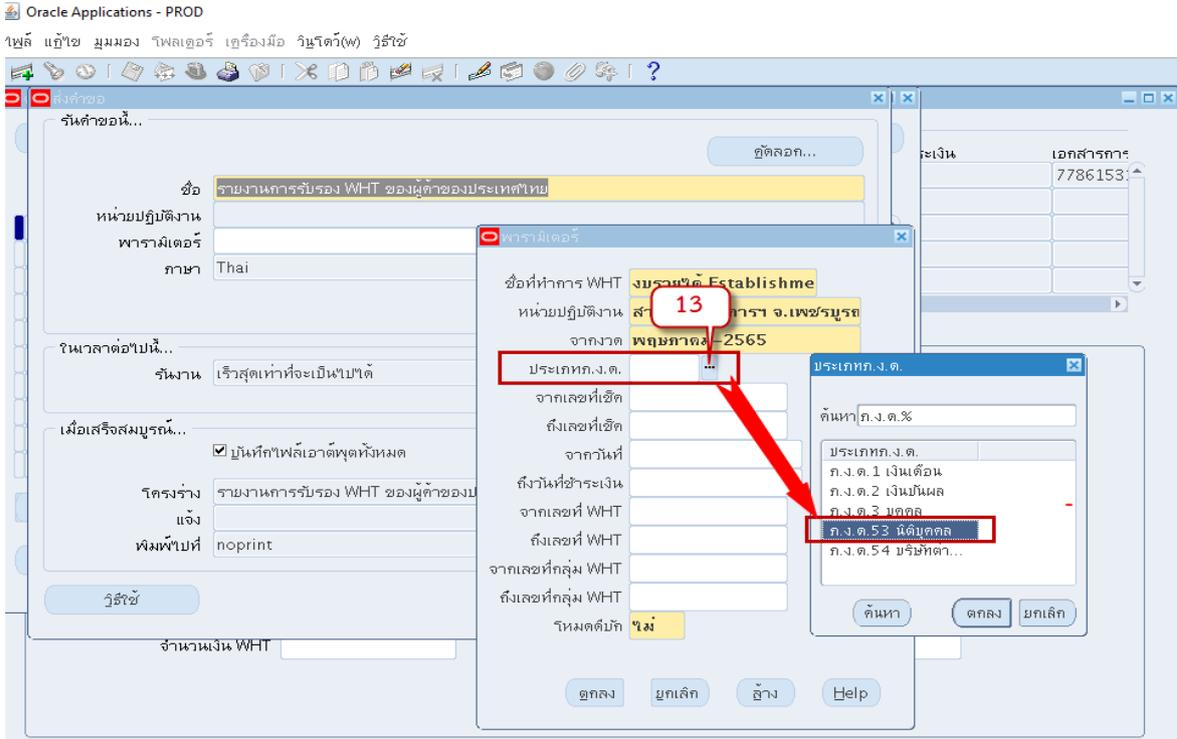 Oracle Applications - PROD
ไฟล์ แก้ไข มุมมอง โฟลเดอร์ เครื่องมือ วินโดว์(W) วิธีใช้
ส่งคำขอ
รันคำขอนี้...
คัดลอก...
ชื่อ รายงานการรับรอง WHT ของผู้ค้าของประเทศไทย
หน่วยปฏิบัติงาน
พารามิเตอร์
ภาษา Thai
ในเวลาต่อไปนี้...
รันงาน เร็วสุดเท่าที่จะเป็นไปได้
เมื่อเสร็จสมบูรณ์...
บันทึกไฟล์เอาต์พุตทั้งหมด
โครงร่าง รายงานการรับรอง WHT ของผู้ค้าของป
แจ้ง
พิมพ์ไปที่ noprint
วิธีใช้
จำนวนเงิน WHT
ระเงิน เอกสารการ
7786153
พารามิเตอร์
ชื่อที่ทำการ WHT งบรายได้ Establishme
หน่วยปฏิบัติงาน การฯ จ.เพชรบูรณ
13
จากงวด พฤษภาคม-2565
ประเภทภ.ง.ด. ...
จากเลขที่เช็ค
ถึงเลขที่เช็ค
จากวันที่
ถึงวันที่ชำระเงิน
จากเลขที่ WHT
ถึงเลขที่ WHT
จากเลขที่กลุ่ม WHT
ถึงเลขที่กลุ่ม WHT
โหมดดีบัก ไม่
ตกลง ยกเลิก ล้าง Help
ประเภทภ.ง.ด.
ค้นหา ภ.ง.ด.%
ประเภทภ.ง.ด.
ภ.ง.ด.1 เงินเดือน
ภ.ง.ด.2 เงินปันผล
ภ.ง.ด.3 บุคคล
ภ.ง.ด.53 นิติบุคคล
ภ.ง.ด.54 บริษัทต่า...
ค้นหา ตกลง ยกเลิก